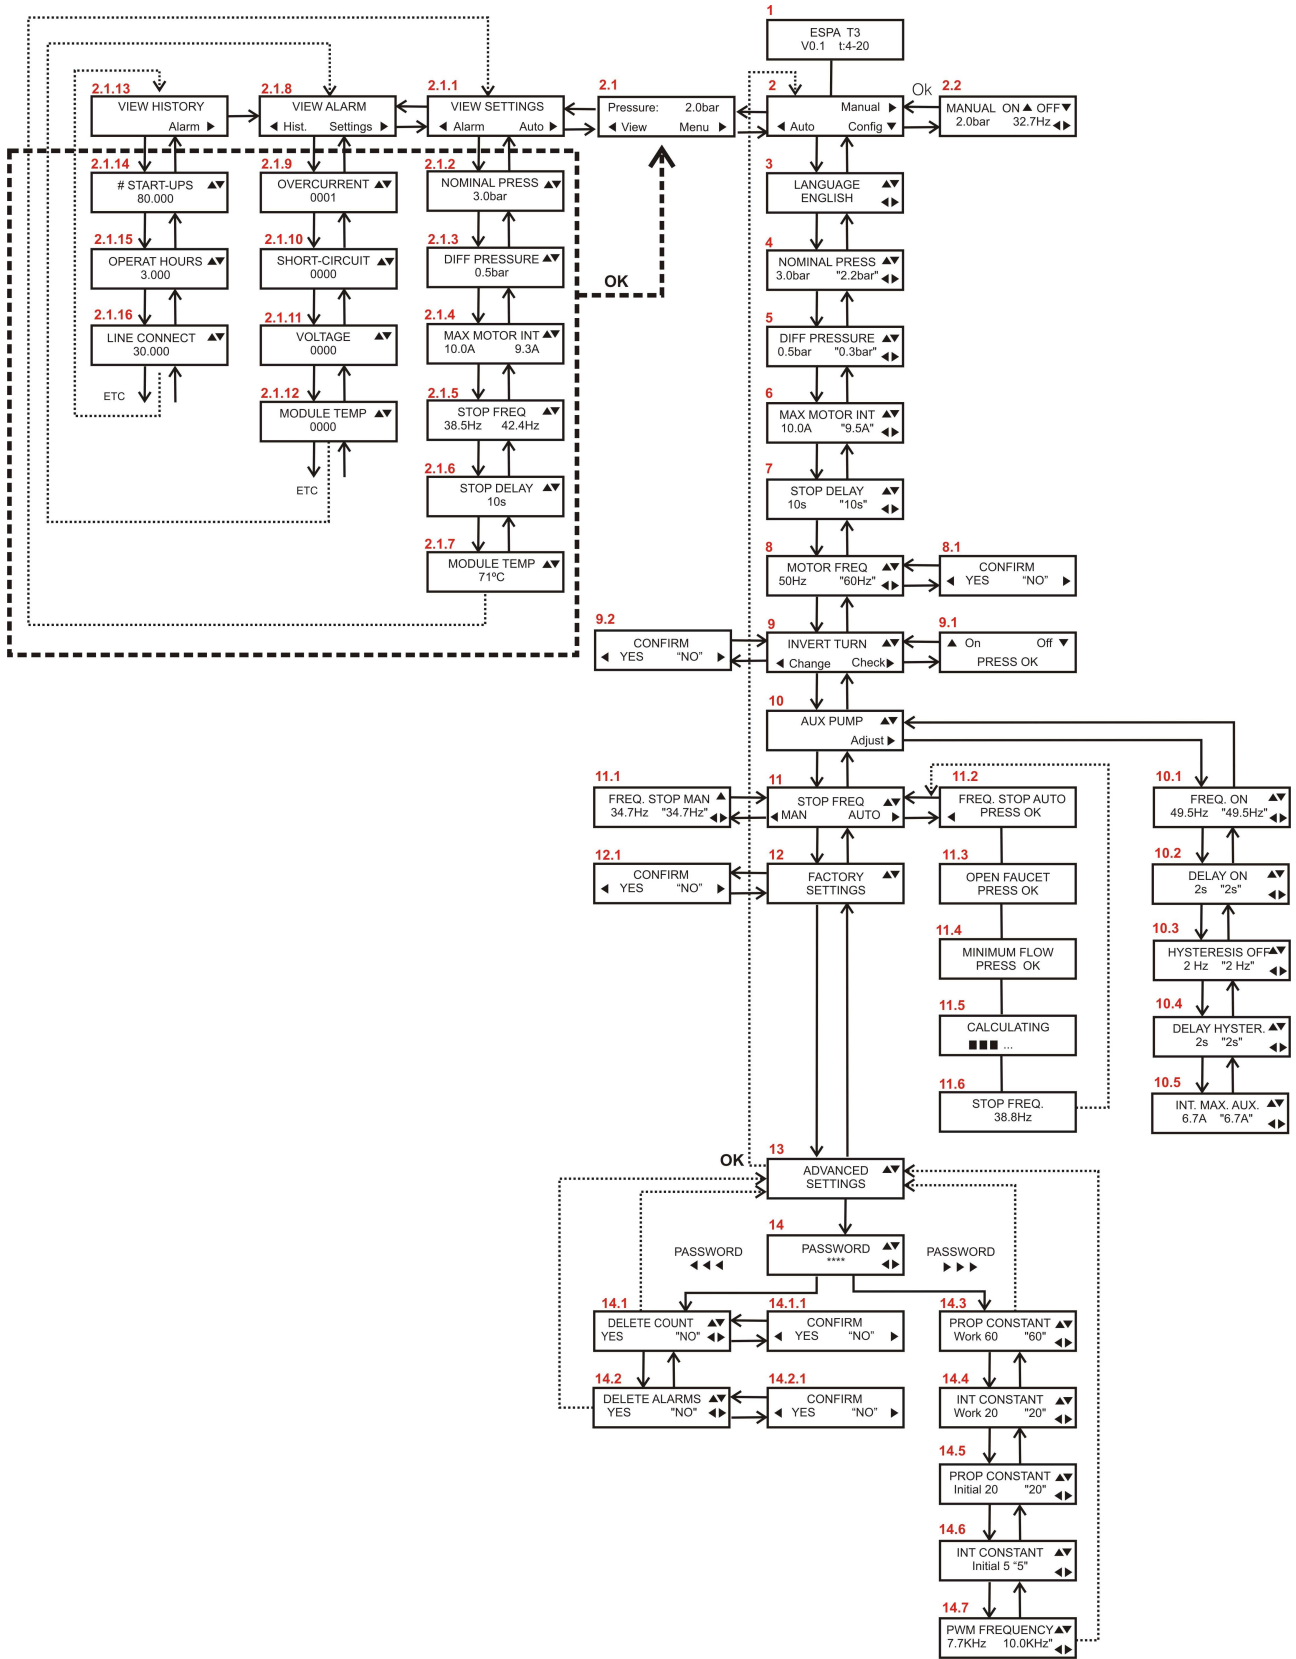 1
ESPA T3
V0.1 t:4-20
2.1.13
VIEW HISTORY
Alarm ▶
2.1.8
VIEW ALARM
◀ Hist. Settings ▶
2.1.1
VIEW SETTINGS
◀ Alarm Auto ▶
2.1
Pressure: 2.0bar
◀ View Menu ▶
2
Manual ▶
◀ Auto Config ▼
Ok
2.2
MANUAL ON ▲ OFF ▼
2.0bar 32.7Hz ◀▶
2.1.14
# START-UPS ▲▼
80.000
2.1.9
OVERCURRENT ▲▼
0001
2.1.2
NOMINAL PRESS ▲▼
3.0bar
3
LANGUAGE ▲▼
ENGLISH ◀▶
2.1.15
OPERAT HOURS ▲▼
3.000
2.1.10
SHORT-CIRCUIT ▲▼
0000
2.1.3
DIFF PRESSURE ▲▼
0.5bar
OK
4
NOMINAL PRESS ▲▼
3.0bar "2.2bar" ◀▶
2.1.16
LINE CONNECT ▲▼
30.000
ETC
2.1.11
VOLTAGE ▲▼
0000
2.1.4
MAX MOTOR INT ▲▼
10.0A 9.3A
5
DIFF PRESSURE ▲▼
0.5bar "0.3bar" ◀▶
2.1.12
MODULE TEMP ▲▼
0000
ETC
2.1.5
STOP FREQ ▲▼
38.5Hz 42.4Hz
6
MAX MOTOR INT ▲▼
10.0A "9.5A" ◀▶
2.1.6
STOP DELAY ▲▼
10s
7
STOP DELAY ▲▼
10s "10s" ◀▶
2.1.7
MODULE TEMP ▲▼
71ºC
8
MOTOR FREQ ▲▼
50Hz "60Hz" ◀▶
8.1
CONFIRM
◀ YES “NO” ▶
9.2
CONFIRM
◀ YES “NO” ▶
9
INVERT TURN ▲▼
◀ Change Check ▶
9.1
▲ On Off ▼
PRESS OK
10
AUX PUMP ▲▼
Adjust ▶
11.1
FREQ. STOP MAN ▲
34.7Hz "34.7Hz" ◀▶
11
STOP FREQ ▲▼
◀ MAN AUTO ▶
11.2
FREQ. STOP AUTO
◀ PRESS OK
10.1
FREQ. ON ▲▼
49.5Hz "49.5Hz" ◀▶
12.1
CONFIRM
◀ YES “NO” ▶
12
FACTORY ▲▼
SETTINGS
11.3
OPEN FAUCET
PRESS OK
10.2
DELAY ON ▲▼
2s "2s" ◀▶
11.4
MINIMUM FLOW
PRESS OK
10.3
HYSTERESIS OFF ▲▼
2 Hz "2 Hz" ◀▶
11.5
CALCULATING
■■■ ...
10.4
DELAY HYSTER. ▲▼
2s "2s" ◀▶
11.6
STOP FREQ.
38.8Hz
10.5
INT. MAX. AUX. ▲▼
6.7A "6.7A" ◀▶
OK
13
ADVANCED ▲▼
SETTINGS
14
PASSWORD ▲▼
**** ◀▶
PASSWORD
◀ ◀ ◀
PASSWORD
▶ ▶ ▶
14.1
DELETE COUNT ▲▼
YES "NO" ◀▶
14.1.1
CONFIRM
◀ YES “NO” ▶
14.3
PROP CONSTANT ▲▼
Work 60 "60" ◀▶
14.2
DELETE ALARMS ▲▼
YES "NO" ◀▶
14.2.1
CONFIRM
◀ YES “NO” ▶
14.4
INT CONSTANT ▲▼
Work 20 "20" ◀▶
14.5
PROP CONSTANT ▲▼
Initial 20 "20" ◀▶
14.6
INT CONSTANT ▲▼
Initial 5 “5" ◀▶
14.7
PWM FREQUENCY ▲▼
7.7KHz 10.0KHz" ◀▶